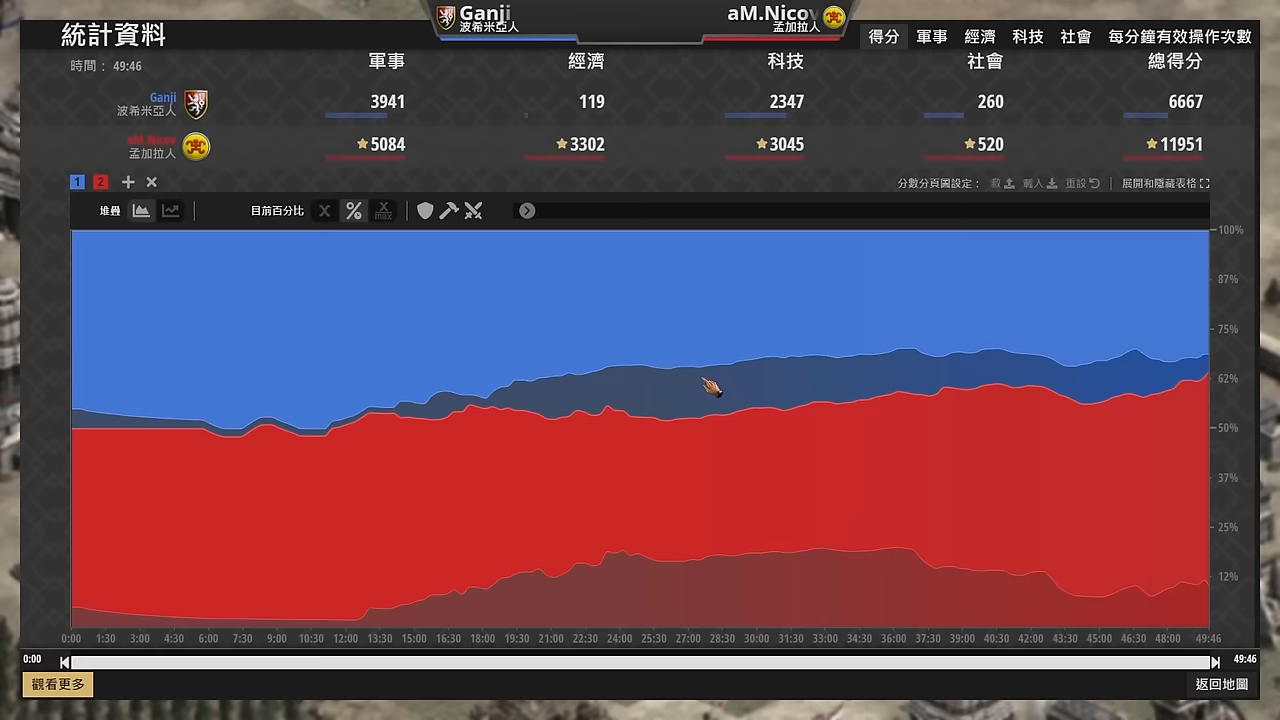 Ganji
波希米亞人
aM.Nicov
孟加拉人
統計資料
得分 軍事 經濟 科技 社會 每分鐘有效操作次數
時間： 49:46
軍事 經濟 科技 社會 總得分
Ganji
波希米亞人
3941 119 2347 260 6667
aM.Nicov
孟加拉人
5084 3302 3045 520 11951
1 2
分數分頁圖設定： 載入 重設 展開和隱藏表格
堆疊 目前百分比 X % X max
100%
87%
75%
62%
50%
37%
25%
12%
0:00 1:30 3:00 4:30 6:00 7:30 9:00 10:30 12:00 13:30 15:00 16:30 18:00 19:30 21:00 22:30 24:00 25:30 27:00 28:30 30:00 31:30 33:00 34:30 36:00 37:30 39:00 40:30 42:00 43:30 45:00 46:30 48:00 49:46
0:00 49:46
觀看更多 返回地圖